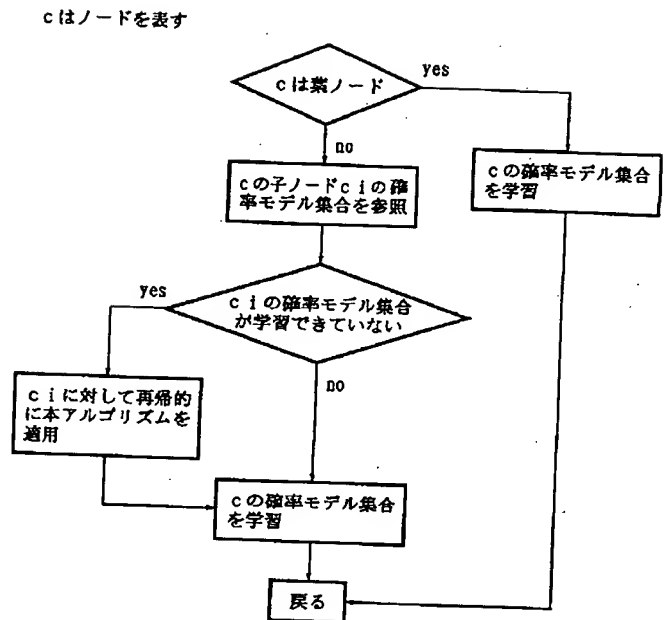 cはノードを表す
cは葉ノード
yes
no
cの確率モデル集合
を学習
cの子ノードciの確
率モデル集合を参照
ciの確率モデル集合
が学習できていない
yes
no
ciに対して再帰的
に本アルゴリズムを
適用
cの確率モデル集合
を学習
戻る